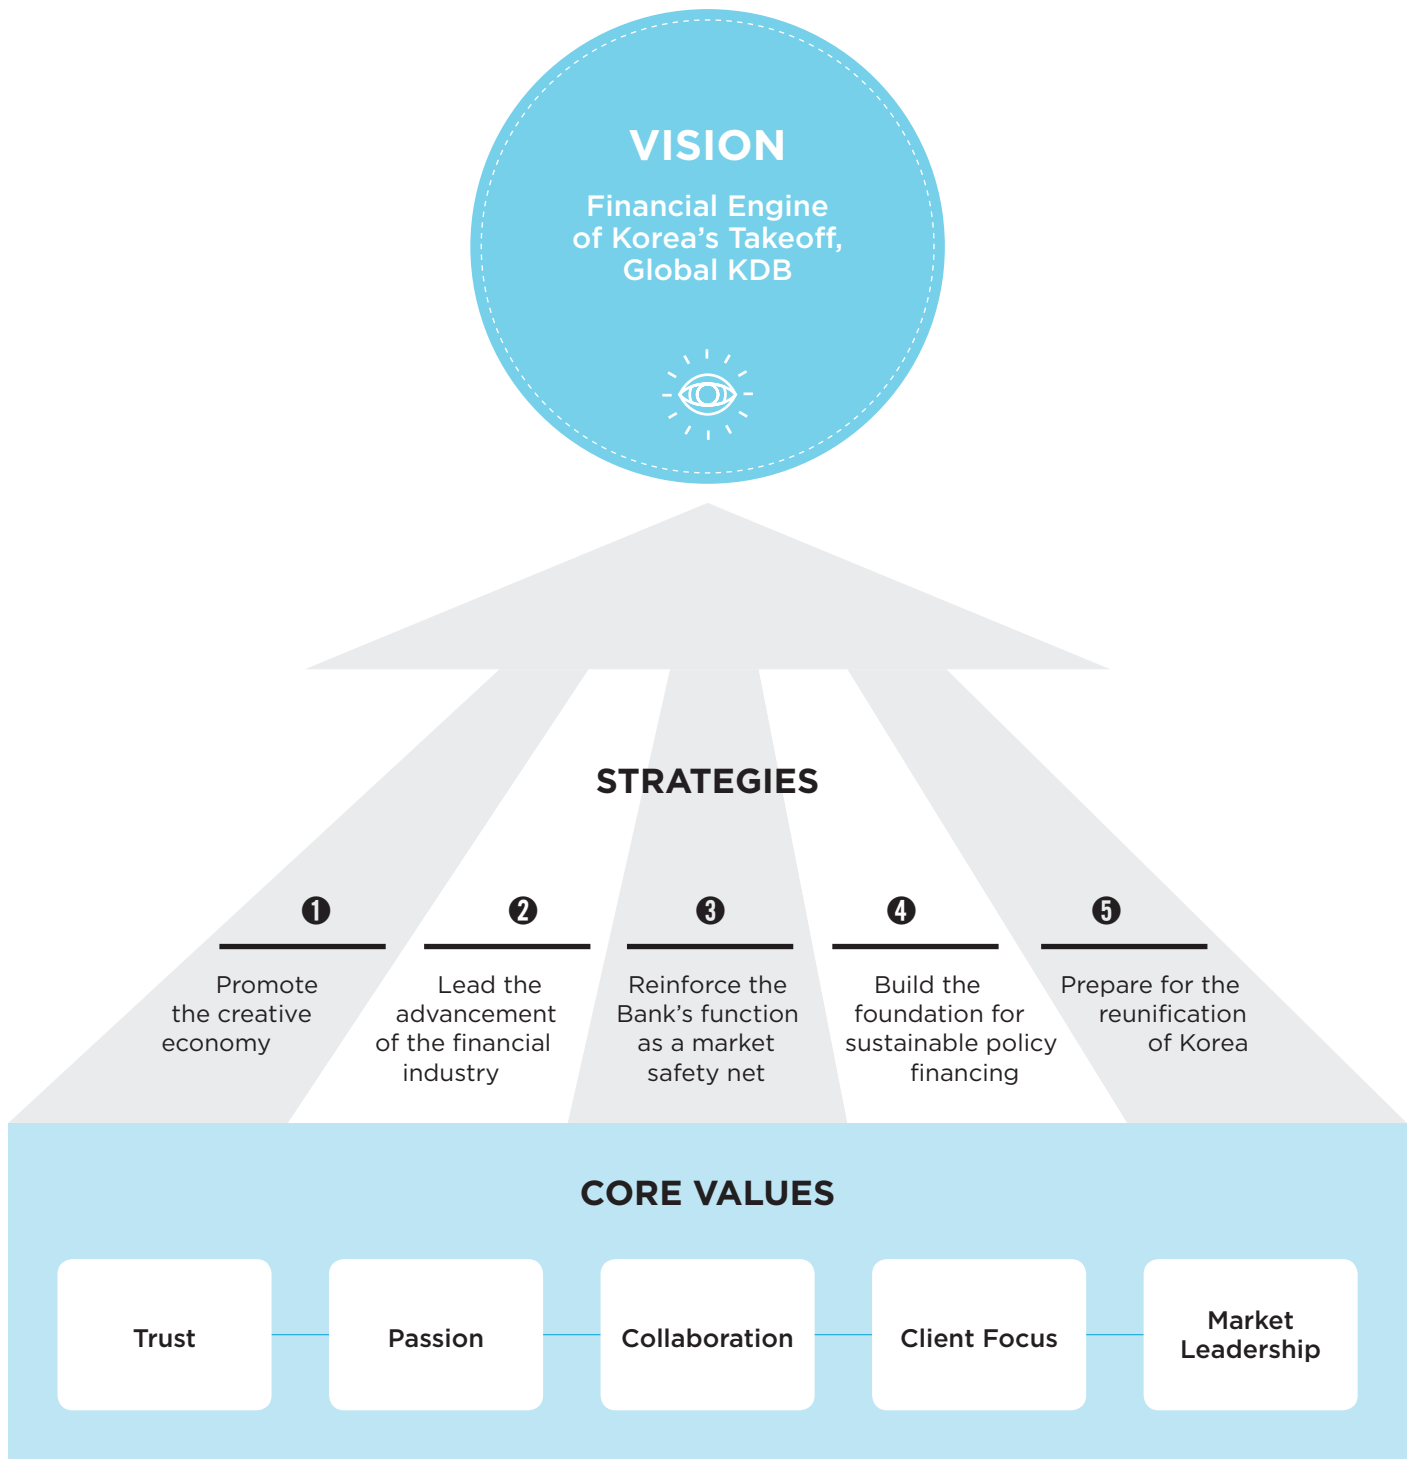 VISION
Financial Engine
of Korea's Takeoff,
Global KDB
STRATEGIES
1
Promote
the creative
economy
2
Lead the
advancement
of the financial
industry
3
Reinforce the
Bank's function
as a market
safety net
4
Build the
foundation for
sustainable policy
financing
5
Prepare for the
reunification
of Korea
CORE VALUES
Trust
Passion
Collaboration
Client Focus
Market
Leadership